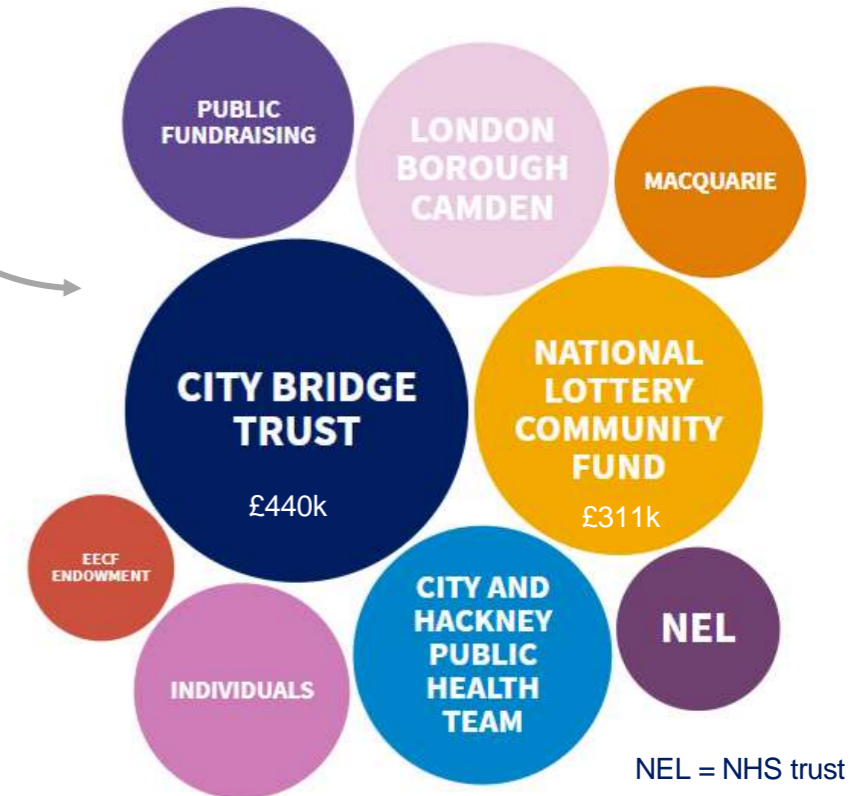 PUBLIC
FUNDRAISING
LONDON
BOROUGH
CAMDEN
MACQUARIE
CITY BRIDGE
TRUST
£440k
NATIONAL
LOTTERY
COMMUNITY
FUND
£311k
EECF
ENDOWMENT
INDIVIDUALS
CITY AND
HACKNEY
PUBLIC
HEALTH
TEAM
NEL
NEL = NHS trust